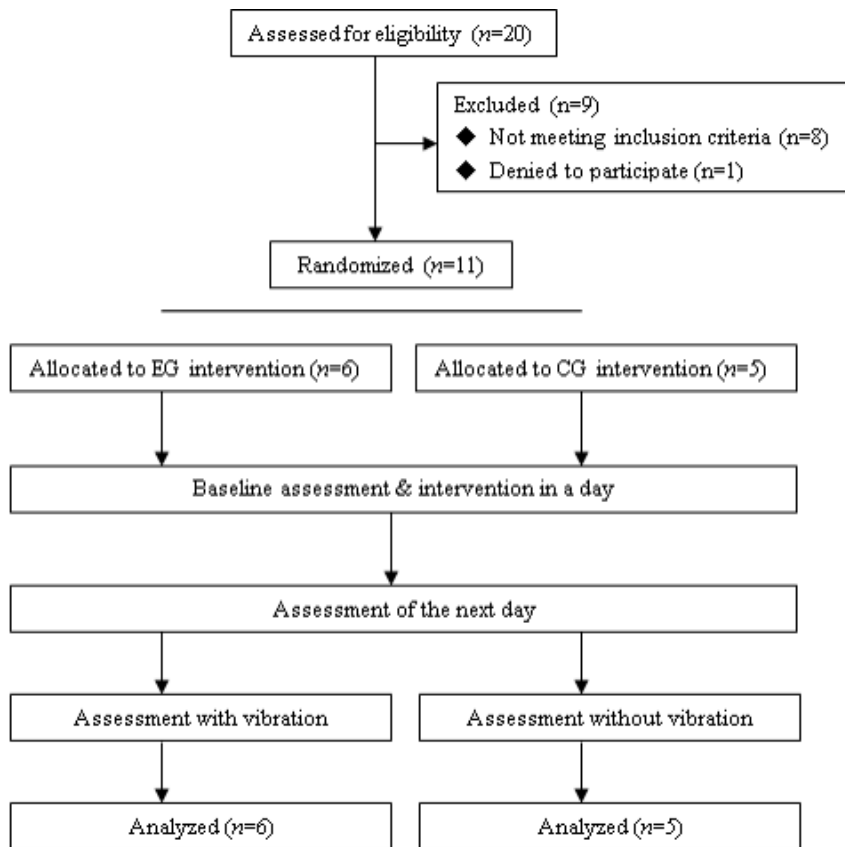 Assessed for eligibility (n=20)
Excluded (n=9)
◆ Not meeting inclusion criteria (n=8)
◆ Denied to participate (n=1)
Randomized (n=11)
Allocated to EG intervention (n=6)
Allocated to CG intervention (n=5)
Baseline assessment & intervention in a day
Assessment of the next day
Assessment with vibration
Assessment without vibration
Analyzed (n=6)
Analyzed (n=5)